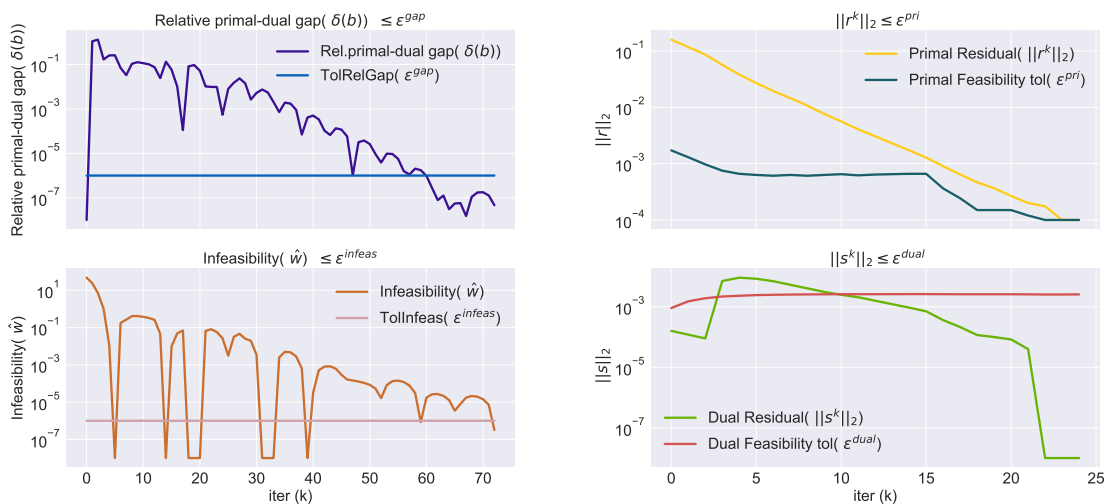 Relative primal-dual gap( δ(b)) ≤ ε^{gap}
Relative primal-dual gap( δ(b))
10^{-1}
10^{-3}
10^{-5}
10^{-7}
Rel.primal-dual gap( δ(b))
TolRelGap( ε^{gap})
||r^k||_2 ≤ ε^{pri}
||r||_2
10^{-1}
10^{-2}
10^{-3}
10^{-4}
Primal Residual( ||r^k||_2)
Primal Feasibility tol( ε^{pri})
Infeasibility( ŵ) ≤ ε^{infeas}
Infeasibility( ŵ)
10^1
10^{-1}
10^{-3}
10^{-5}
10^{-7}
Infeasibility( ŵ)
TolInfeas( ε^{infeas})
0 10 20 30 40 50 60 70
iter (k)
||s^k||_2 ≤ ε^{dual}
||s||_2
10^{-3}
10^{-5}
10^{-7}
Dual Residual( ||s^k||_2)
Dual Feasibility tol( ε^{dual})
0 5 10 15 20 25
iter (k)